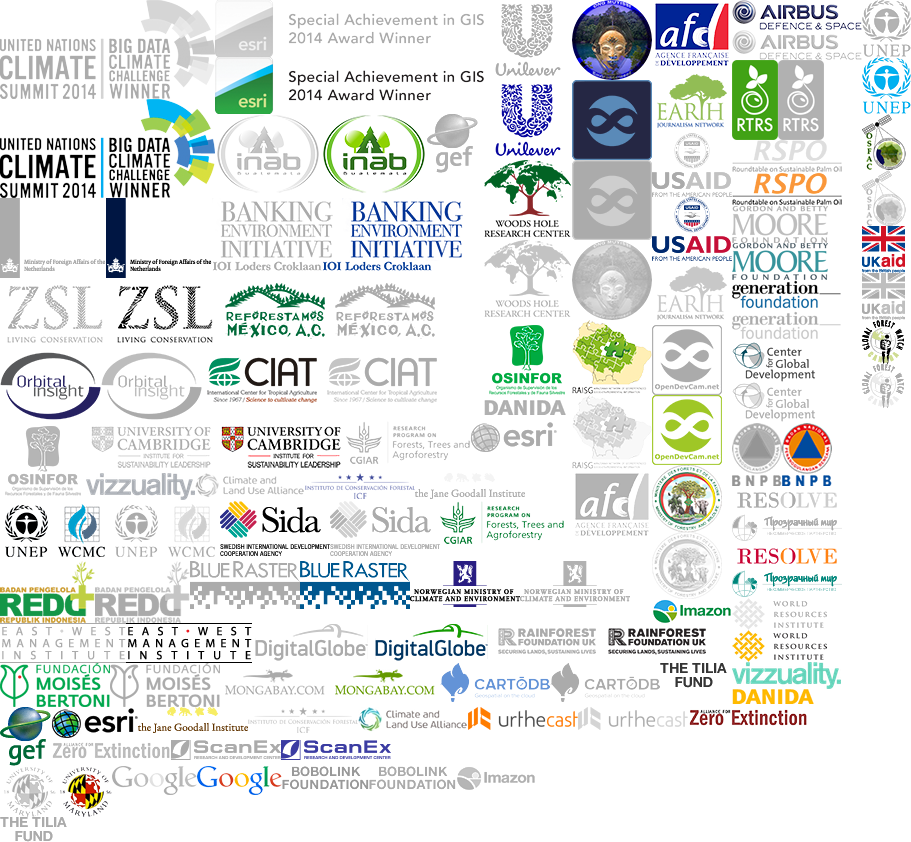 UNITED NATIONS
CLIMATE
SUMMIT 2014
BIG DATA
CLIMATE
CHALLENGE
WINNER
esri
Special Achievement in GIS
2014 Award Winner
esri
Special Achievement in GIS
2014 Award Winner
Unilever
afd
AGENCE FRANÇAISE
DE DÉVELOPPEMENT
AIRBUS
DEFENCE & SPACE
AIRBUS
DEFENCE & SPACE
UNEP
UNEP
UNITED NATIONS
CLIMATE
SUMMIT 2014
BIG DATA
CLIMATE
CHALLENGE
WINNER
inab
Guatemala
inab
Guatemala
gef
Unilever
EARTH
JOURNALISM NETWORK
RTRS
RTRS
OSFAC
OSFAC
USAID
FROM THE AMERICAN PEOPLE
RSPO
Roundtable on Sustainable Palm Oil
RSPO
Roundtable on Sustainable Palm Oil
Ministry of Foreign Affairs of the
Netherlands
Ministry of Foreign Affairs of the
Netherlands
BANKING
ENVIRONMENT
INITIATIVE
BANKING
ENVIRONMENT
INITIATIVE
IOI Loders Croklaan
IOI Loders Croklaan
WOODS HOLE
RESEARCH CENTER
USAID
FROM THE AMERICAN PEOPLE
GORDON AND BETTY
MOORE
FOUNDATION
GORDON AND BETTY
MOORE
FOUNDATION
UKaid
from the British people
UKaid
from the British people
ZSL
LIVING CONSERVATION
ZSL
LIVING CONSERVATION
REFORESTAMOS
MÉXICO, A.C.
REFORESTAMOS
MÉXICO, A.C.
WOODS HOLE
RESEARCH CENTER
EARTH
JOURNALISM NETWORK
generation
foundation
generation
foundation
GLOBAL FOREST WATCH
GLOBAL FOREST WATCH
Orbital
insight
Orbital
insight
CIAT
International Center for Tropical Agriculture
Since 1967 / Science to cultivate change
CIAT
International Center for Tropical Agriculture
Since 1967 / Science to cultivate change
OSINFOR
Organismo de Supervisión de los
Recursos Forestales y de Fauna Silvestre
RAISG
OpenDevCam.net
Center
for Global
Development
Center
for Global
Development
DANIDA
OSINFOR
Organismo de Supervisión de los
Recursos Forestales y de Fauna Silvestre
UNIVERSITY OF
CAMBRIDGE
INSTITUTE FOR
SUSTAINABILITY LEADERSHIP
UNIVERSITY OF
CAMBRIDGE
INSTITUTE FOR
SUSTAINABILITY LEADERSHIP
CGIAR
RESEARCH
PROGRAM ON
Forests, Trees and
Agroforestry
esri
RAISG
OpenDevCam.net
BNPB
BNPB
vizzuality.
Climate and
Land Use Alliance
INSTITUTO DE CONSERVACIÓN FORESTAL
ICF
the Jane Goodall Institute
afd
AGENCE FRANÇAISE
DE DÉVELOPPEMENT
RESOLVE
UNEP
WCMC
UNEP
WCMC
Sida
SWEDISH INTERNATIONAL DEVELOPMENT
COOPERATION AGENCY
Sida
SWEDISH INTERNATIONAL DEVELOPMENT
COOPERATION AGENCY
CGIAR
RESEARCH
PROGRAM ON
Forests, Trees and
Agroforestry
Прозрачный мир
RESOLVE
Прозрачный мир
BADAN PENGELOLA
REDD
REPUBLIK INDONESIA
BADAN PENGELOLA
REDD
REPUBLIK INDONESIA
BLUE RASTER
BLUE RASTER
NORWEGIAN MINISTRY OF
CLIMATE AND ENVIRONMENT
NORWEGIAN MINISTRY OF
CLIMATE AND ENVIRONMENT
Imazon
WORLD
RESOURCES
INSTITUTE
WORLD
RESOURCES
INSTITUTE
EAST·WEST
MANAGEMENT
INSTITUTE
EAST·WEST
MANAGEMENT
INSTITUTE
DigitalGlobe
DigitalGlobe
RAINFOREST
FOUNDATION UK
SECURING LANDS, SUSTAINING LIVES
RAINFOREST
FOUNDATION UK
SECURING LANDS, SUSTAINING LIVES
FUNDACIÓN
MOISÉS
BERTONI
FUNDACIÓN
MOISÉS
BERTONI
MONGABAY.COM
MONGABAY.COM
CARTODB
CARTODB
THE TILIA
FUND
vizzuality.
DANIDA
gef
esri
the Jane Goodall Institute
INSTITUTO DE CONSERVACIÓN FORESTAL
ICF
Climate and
Land Use Alliance
urthecast
urthecast
ALLIANCE FOR
Zero Extinction
ALLIANCE FOR
Zero Extinction
ScanEx
RESEARCH AND DEVELOPMENT CENTER
ScanEx
RESEARCH AND DEVELOPMENT CENTER
UNIVERSITY OF
MARYLAND
UNIVERSITY OF
MARYLAND
Google
Google
BOBOLINK
FOUNDATION
BOBOLINK
FOUNDATION
Imazon
THE TILIA
FUND